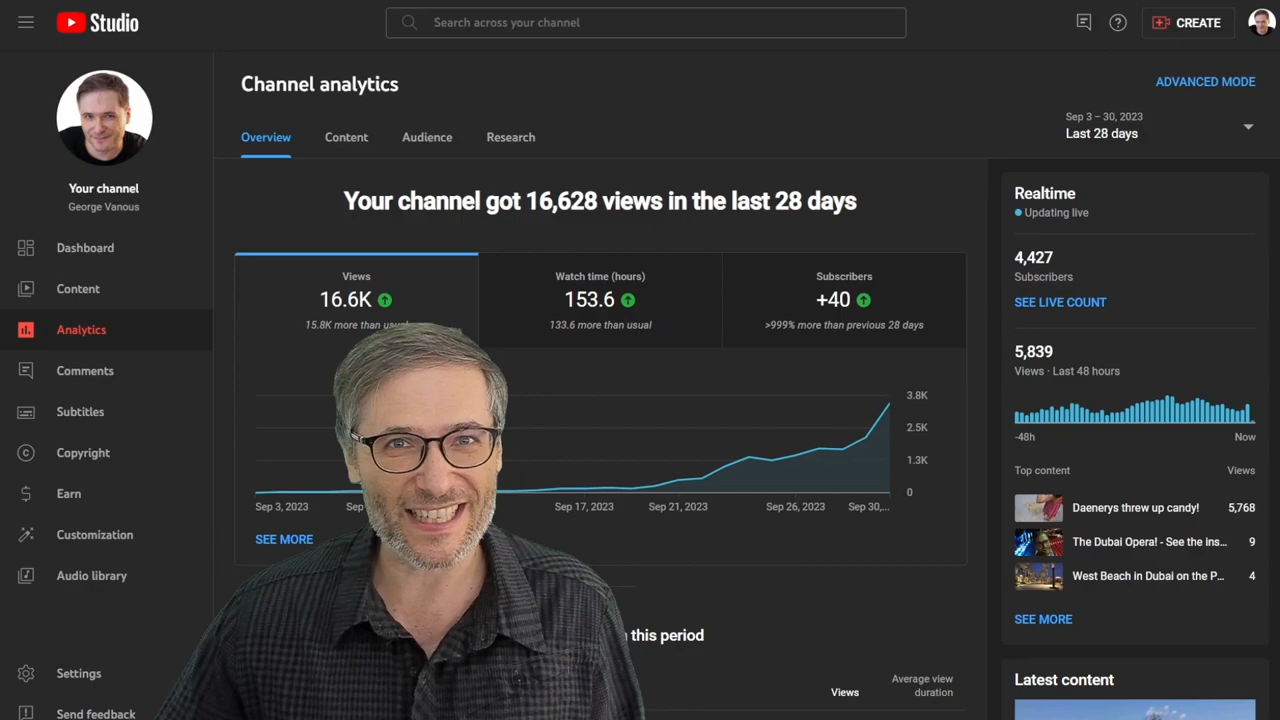 Studio
Search across your channel
CREATE
Your channel
George Vanous
Dashboard
Content
Analytics
Comments
Subtitles
Copyright
Earn
Customization
Audio library
Settings
Send feedback
Channel analytics
ADVANCED MODE
Overview
Content
Audience
Research
Sep 3 – 30, 2023
Last 28 days
Your channel got 16,628 views in the last 28 days
Views
16.6K
15.8K more than usual
Watch time (hours)
153.6
133.6 more than usual
Subscribers
+40
>999% more than previous 28 days
3.8K
2.5K
1.3K
0
Sep 3, 2023
Sep
Sep 17, 2023
Sep 21, 2023
Sep 26, 2023
Sep 30,...
SEE MORE
this period
Views
Average view
duration
Realtime
Updating live
4,427
Subscribers
SEE LIVE COUNT
5,839
Views · Last 48 hours
-48h
Now
Top content
Views
Daenerys threw up candy!
5,768
The Dubai Opera! - See the ins...
9
West Beach in Dubai on the P...
4
SEE MORE
Latest content